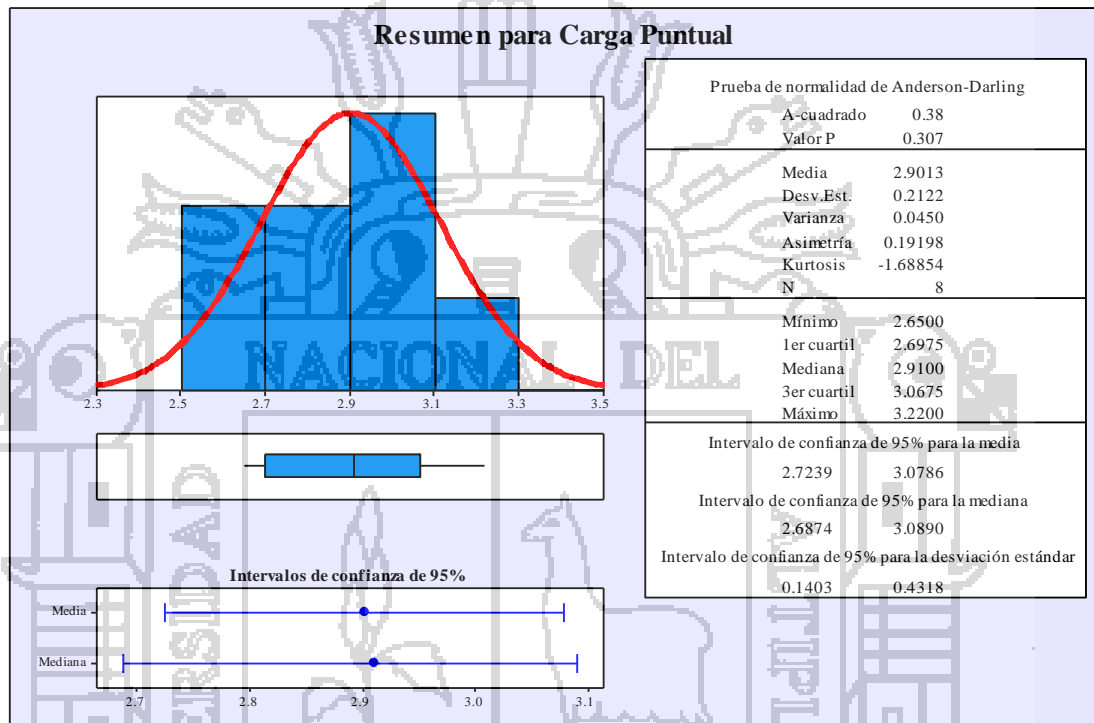 Resumen para Carga Puntual
2.3 2.5 2.7 2.9 3.1 3.3 3.5
Intervalos de confianza de 95%
Media
Mediana
2.7 2.8 2.9 3.0 3.1
Prueba de normalidad de Anderson-Darling
A-cuadrado 0.38
Valor P 0.307
Media 2.9013
Desv.Est. 0.2122
Varianza 0.0450
Asimetría 0.19198
Kurtosis -1.68854
N 8
Mínimo 2.6500
1er cuartil 2.6975
Mediana 2.9100
3er cuartil 3.0675
Máximo 3.2200
Intervalo de confianza de 95% para la media
2.7239 3.0786
Intervalo de confianza de 95% para la mediana
2.6874 3.0890
Intervalo de confianza de 95% para la desviación estándar
0.1403 0.4318
NACIONAL DEL